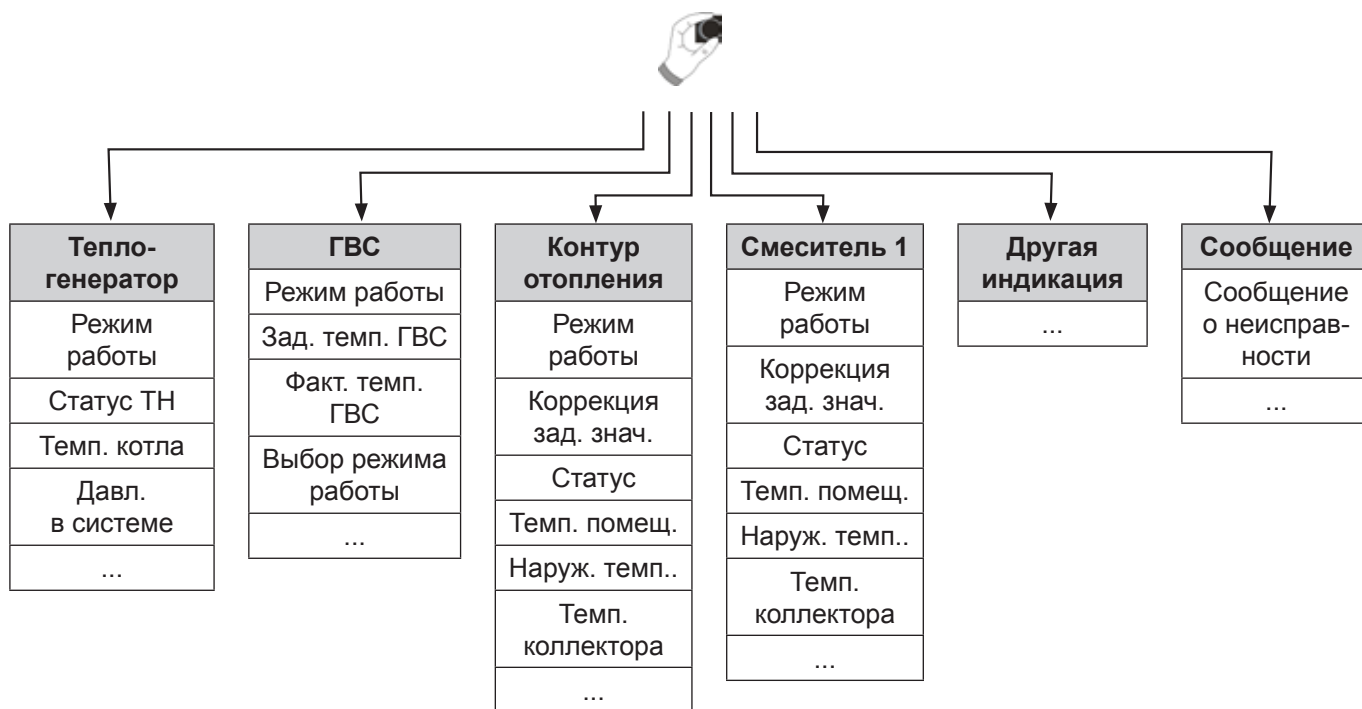 Тепло-
генератор
Режим
работы
Статус ТН
Темп. котла
Давл.
в системе
...
ГВС
Режим работы
Зад. темп. ГВС
Факт. темп.
ГВС
Выбор режима
работы
...
Контур
отопления
Режим
работы
Коррекция
зад. знач.
Статус
Темп. помещ.
Наруж. темп..
Темп.
коллектора
...
Смеситель 1
Режим
работы
Коррекция
зад. знач.
Статус
Темп. помещ.
Наруж. темп..
Темп.
коллектора
...
Другая
индикация
...
Сообщение
Сообщение
о неисправ-
ности
...